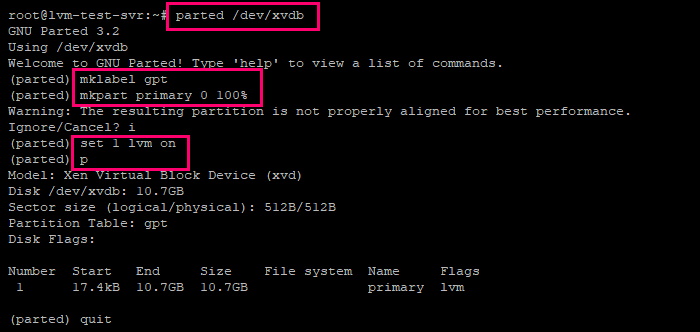 root@lvm-test-svr:~# parted /dev/xvdb
GNU Parted 3.2
Using /dev/xvdb
Welcome to GNU Parted! Type 'help' to view a list of commands.
(parted) mklabel gpt
(parted) mkpart primary 0 100%
Warning: The resulting partition is not properly aligned for best performance.
Ignore/Cancel? i
(parted) set 1 lvm on
(parted) p
Model: Xen Virtual Block Device (xvd)
Disk /dev/xvdb: 10.7GB
Sector size (logical/physical): 512B/512B
Partition Table: gpt
Disk Flags:
Number  Start   End     Size    File system  Name     Flags
 1      17.4kB  10.7GB  10.7GB               primary  lvm
(parted) quit